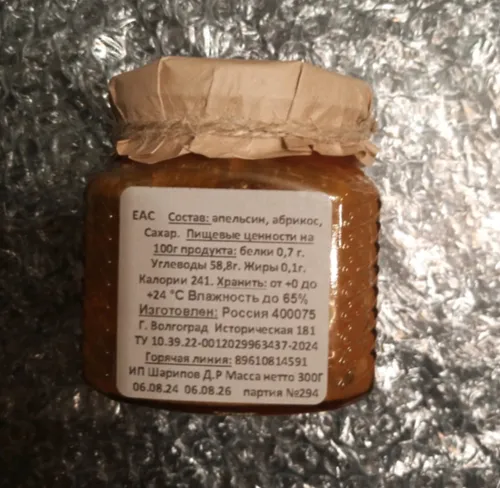 ЕАС Состав: апельсин, абрикос,
Сахар. Пищевые ценности на
100г продукта: белки 0,7 г.
Углеводы 58,8г. Жиры 0,1г.
Калории 241. Хранить: от +0 до
+24 °C Влажность до 65%
Изготовлен: Россия 400075
Г. Волгоград Историческая 181
ТУ 10.39.22-0012029963437-2024
Горячая линия: 89610814591
ИП Шарипов Д.Р Масса нетто 300Г
06.08.24 06.08.26 партия №294